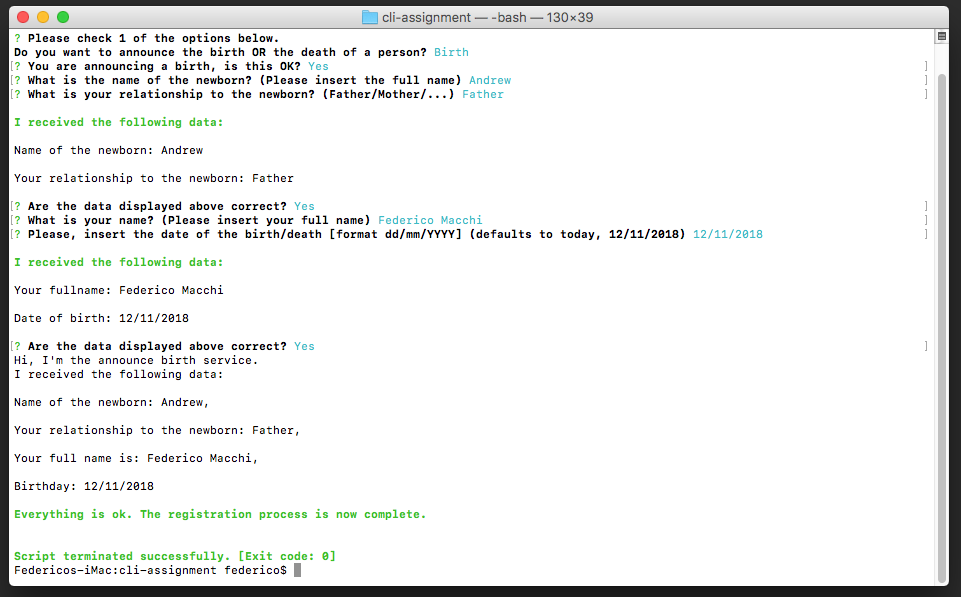 cli-assignment — -bash — 130×39
? Please check 1 of the options below.
Do you want to announce the birth OR the death of a person? Birth
[? You are announcing a birth, is this OK? Yes ]
[? What is the name of the newborn? (Please insert the full name) Andrew ]
[? What is your relationship to the newborn? (Father/Mother/...) Father ]
I received the following data:
Name of the newborn: Andrew
Your relationship to the newborn: Father
[? Are the data displayed above correct? Yes ]
[? What is your name? (Please insert your full name) Federico Macchi ]
[? Please, insert the date of the birth/death [format dd/mm/YYYY] (defaults to today, 12/11/2018) 12/11/2018 ]
I received the following data:
Your fullname: Federico Macchi
Date of birth: 12/11/2018
[? Are the data displayed above correct? Yes ]
Hi, I'm the announce birth service.
I received the following data:
Name of the newborn: Andrew,
Your relationship to the newborn: Father,
Your full name is: Federico Macchi,
Birthday: 12/11/2018
Everything is ok. The registration process is now complete.
Script terminated successfully. [Exit code: 0]
Federicos-iMac:cli-assignment federico$